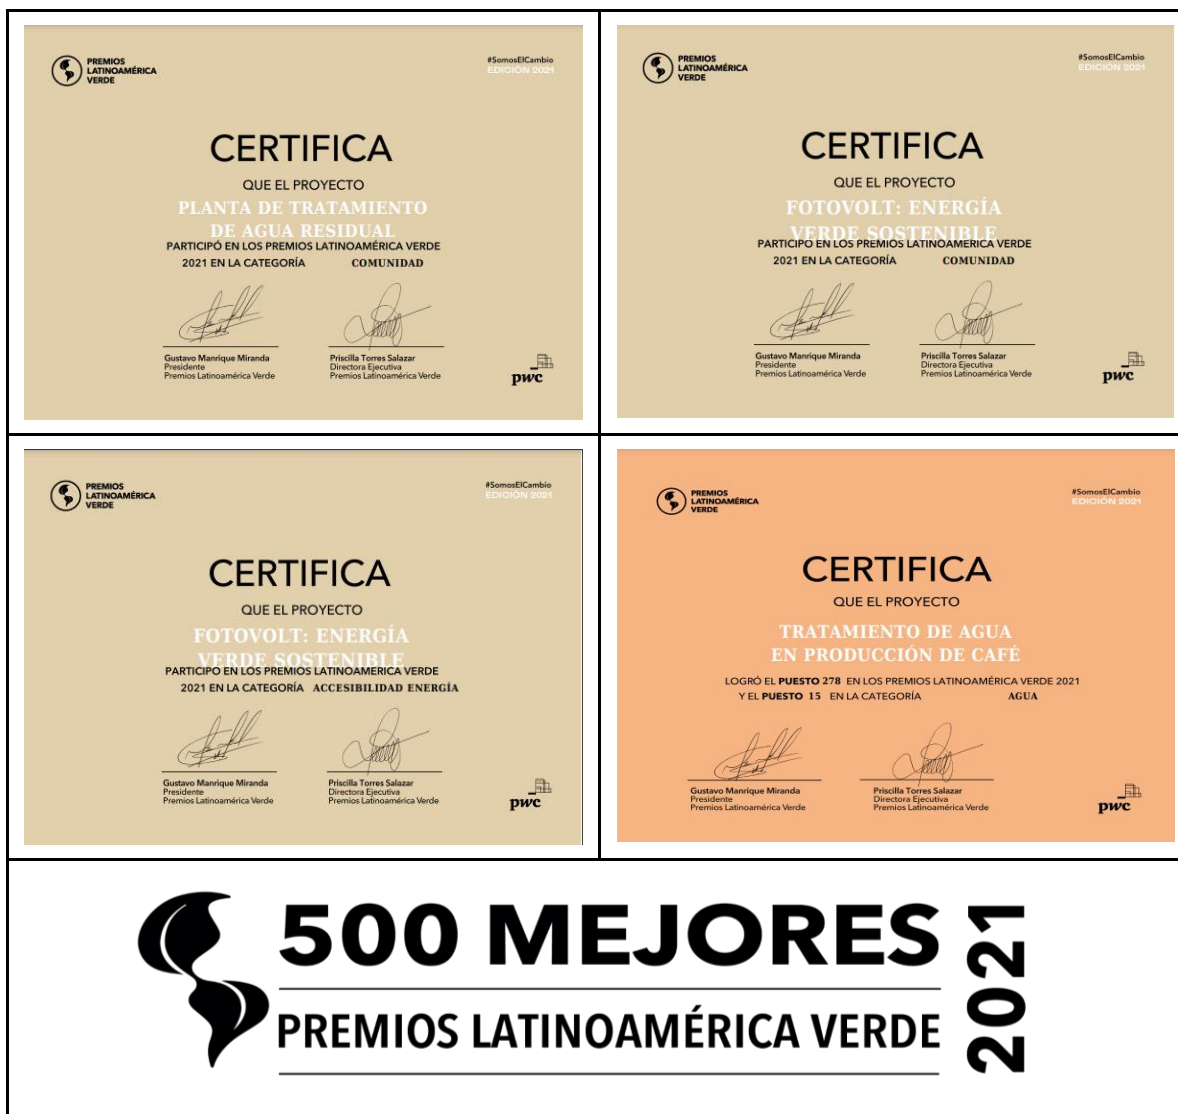 PREMIOS
LATINOAMÉRICA
VERDE
#SomosElCambio
EDICIÓN 2021
CERTIFICA
QUE EL PROYECTO
PLANTA DE TRATAMIENTO
DE AGUA RESIDUAL
PARTICIPÓ EN LOS PREMIOS LATINOAMÉRICA VERDE
2021 EN LA CATEGORÍA COMUNIDAD
Gustavo Manrique Miranda
Presidente
Premios Latinoamérica Verde
Priscilla Torres Salazar
Directora Ejecutiva
Premios Latinoamérica Verde
pwc
PREMIOS
LATINOAMÉRICA
VERDE
#SomosElCambio
EDICIÓN 2021
CERTIFICA
QUE EL PROYECTO
FOTOVOLT: ENERGÍA
VERDE SOSTENIBLE
PARTICIPÓ EN LOS PREMIOS LATINOAMÉRICA VERDE
2021 EN LA CATEGORÍA COMUNIDAD
Gustavo Manrique Miranda
Presidente
Premios Latinoamérica Verde
Priscilla Torres Salazar
Directora Ejecutiva
Premios Latinoamérica Verde
pwc
PREMIOS
LATINOAMÉRICA
VERDE
#SomosElCambio
EDICIÓN 2021
CERTIFICA
QUE EL PROYECTO
FOTOVOLT: ENERGÍA
VERDE SOSTENIBLE
PARTICIPÓ EN LOS PREMIOS LATINOAMÉRICA VERDE
2021 EN LA CATEGORÍA ACCESIBILIDAD ENERGÍA
Gustavo Manrique Miranda
Presidente
Premios Latinoamérica Verde
Priscilla Torres Salazar
Directora Ejecutiva
Premios Latinoamérica Verde
pwc
PREMIOS
LATINOAMÉRICA
VERDE
#SomosElCambio
EDICIÓN 2021
CERTIFICA
QUE EL PROYECTO
TRATAMIENTO DE AGUA
EN PRODUCCIÓN DE CAFÉ
LOGRÓ EL PUESTO 278 EN LOS PREMIOS LATINOAMÉRICA VERDE 2021
Y EL PUESTO 15 EN LA CATEGORÍA AGUA
Gustavo Manrique Miranda
Presidente
Premios Latinoamérica Verde
Priscilla Torres Salazar
Directora Ejecutiva
Premios Latinoamérica Verde
pwc
500 MEJORES
PREMIOS LATINOAMÉRICA VERDE
2021